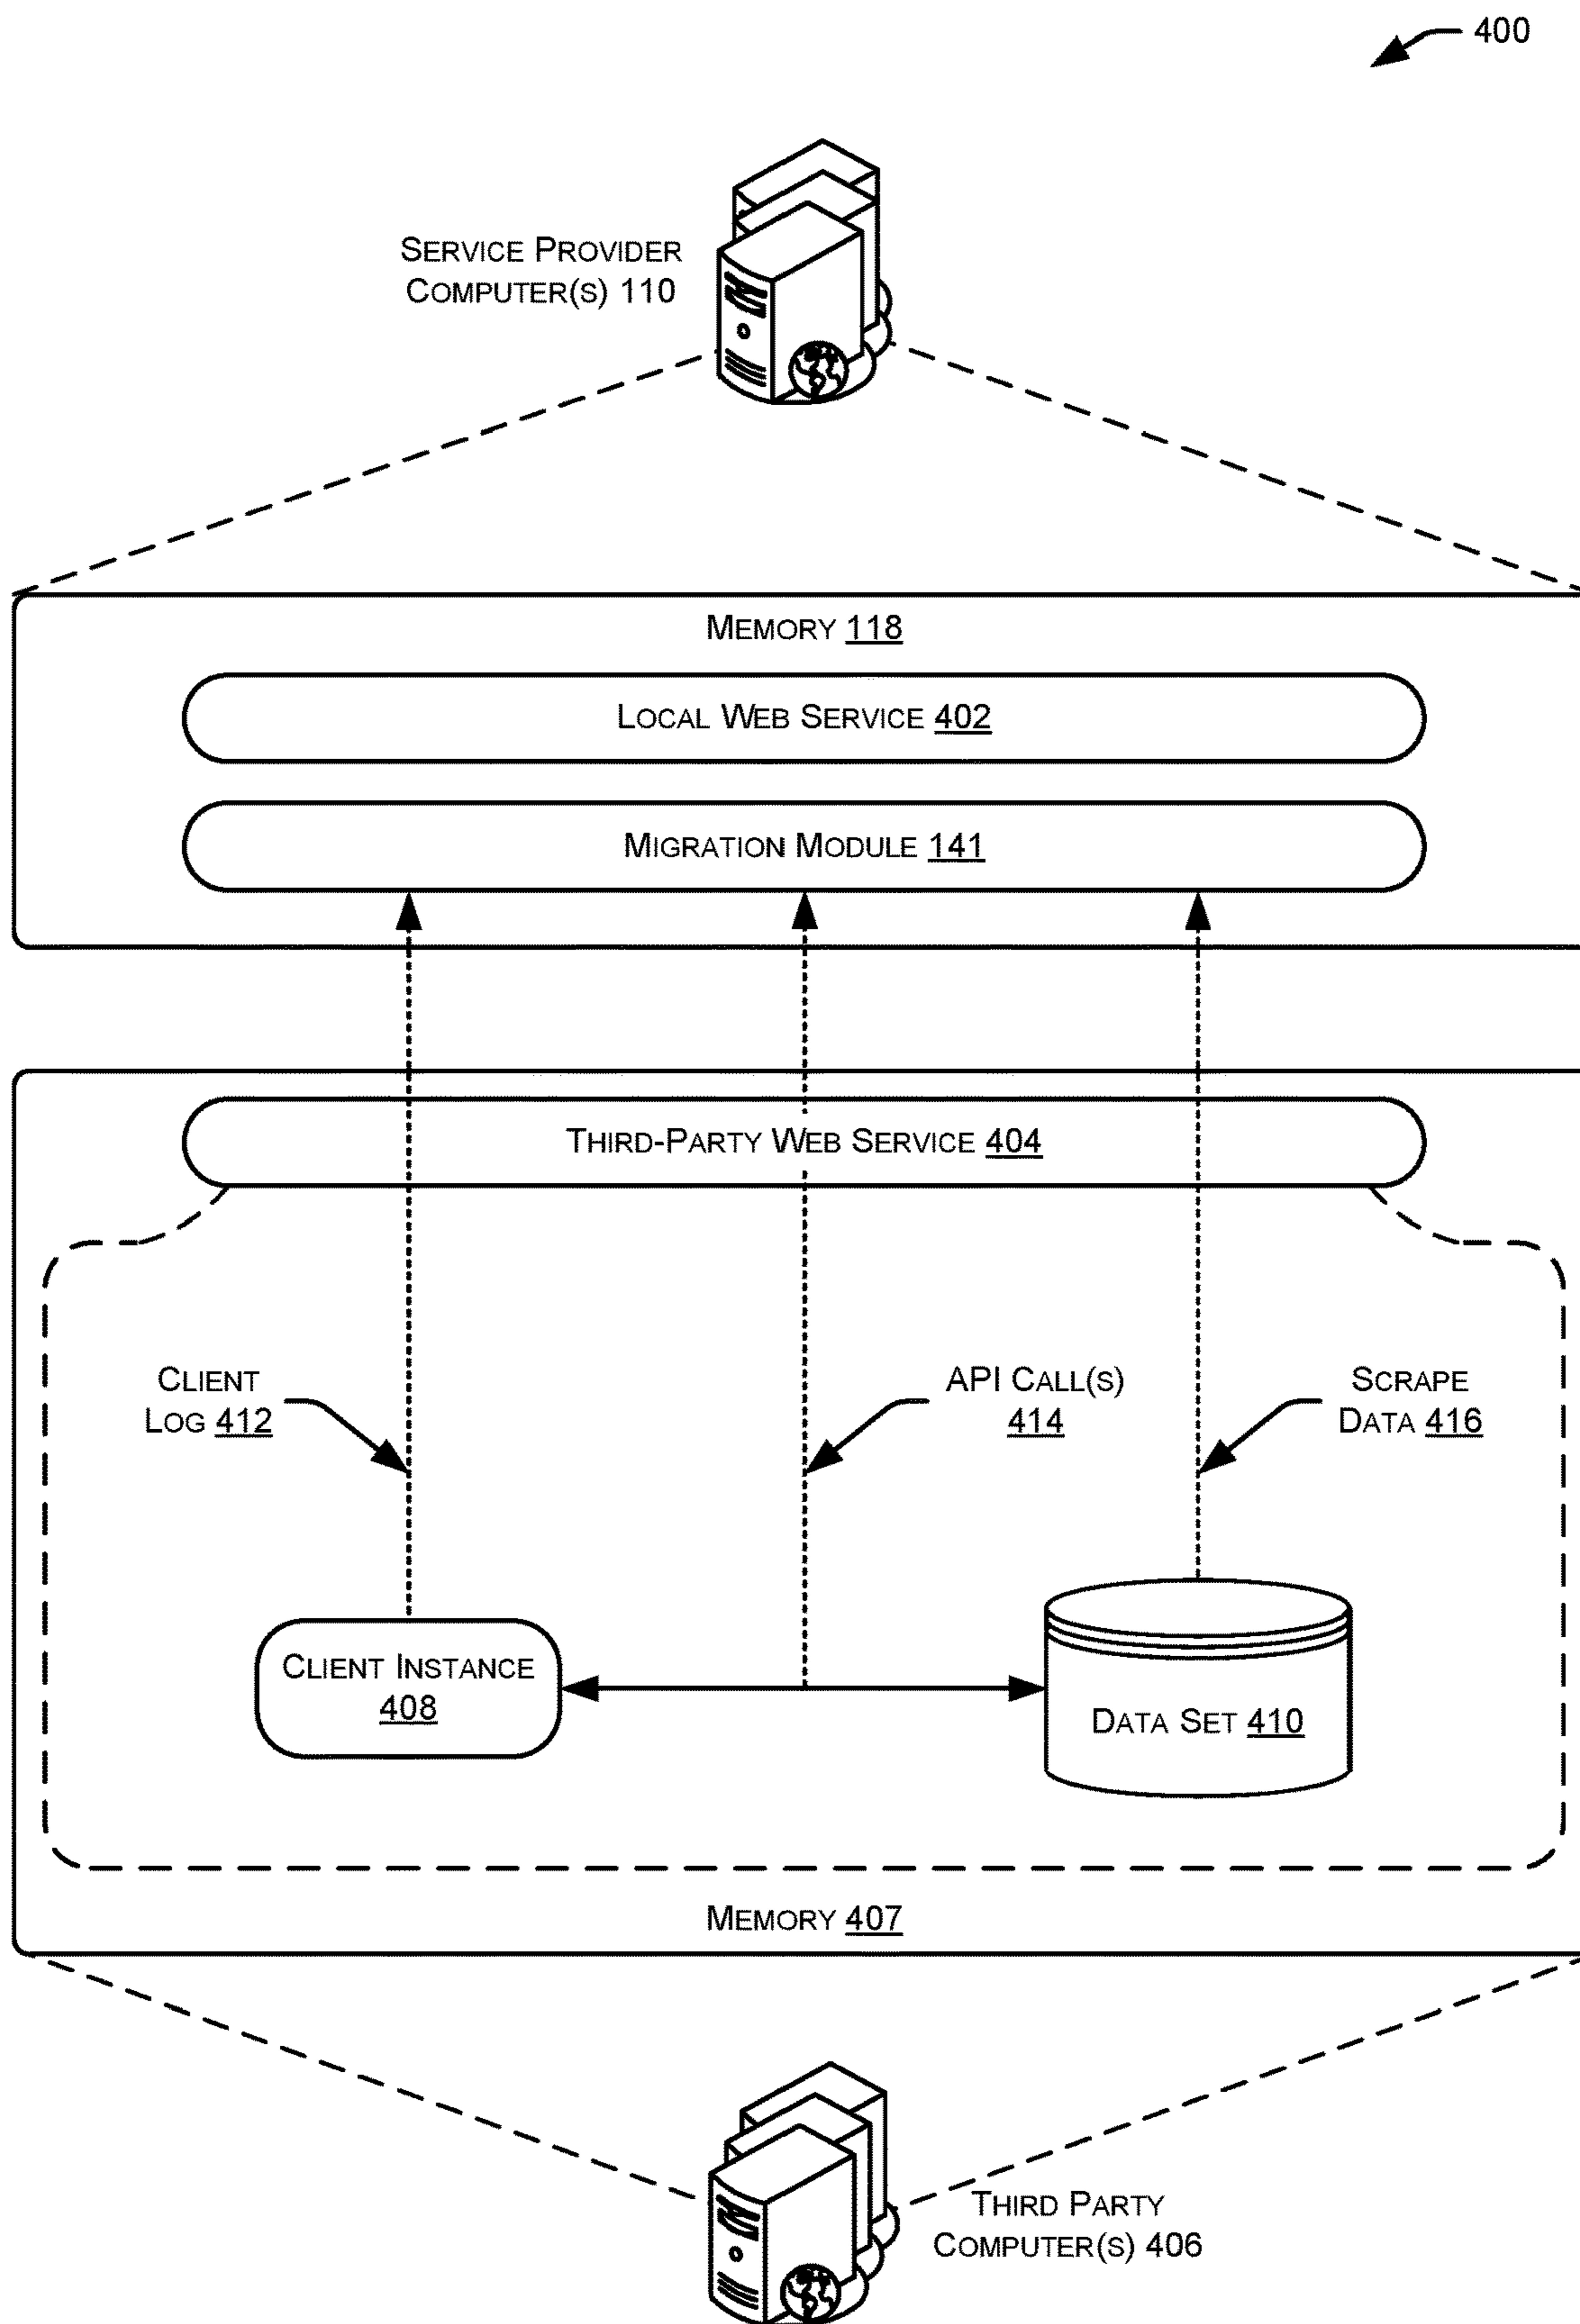 400
SERVICE PROVIDER
COMPUTER(S) 110
MEMORY 118
LOCAL WEB SERVICE 402
MIGRATION MODULE 141
THIRD-PARTY WEB SERVICE 404
CLIENT
LOG 412
API CALL(S)
414
SCRAPE
DATA 416
CLIENT INSTANCE
408
DATA SET 410
MEMORY 407
THIRD PARTY
COMPUTER(S) 406